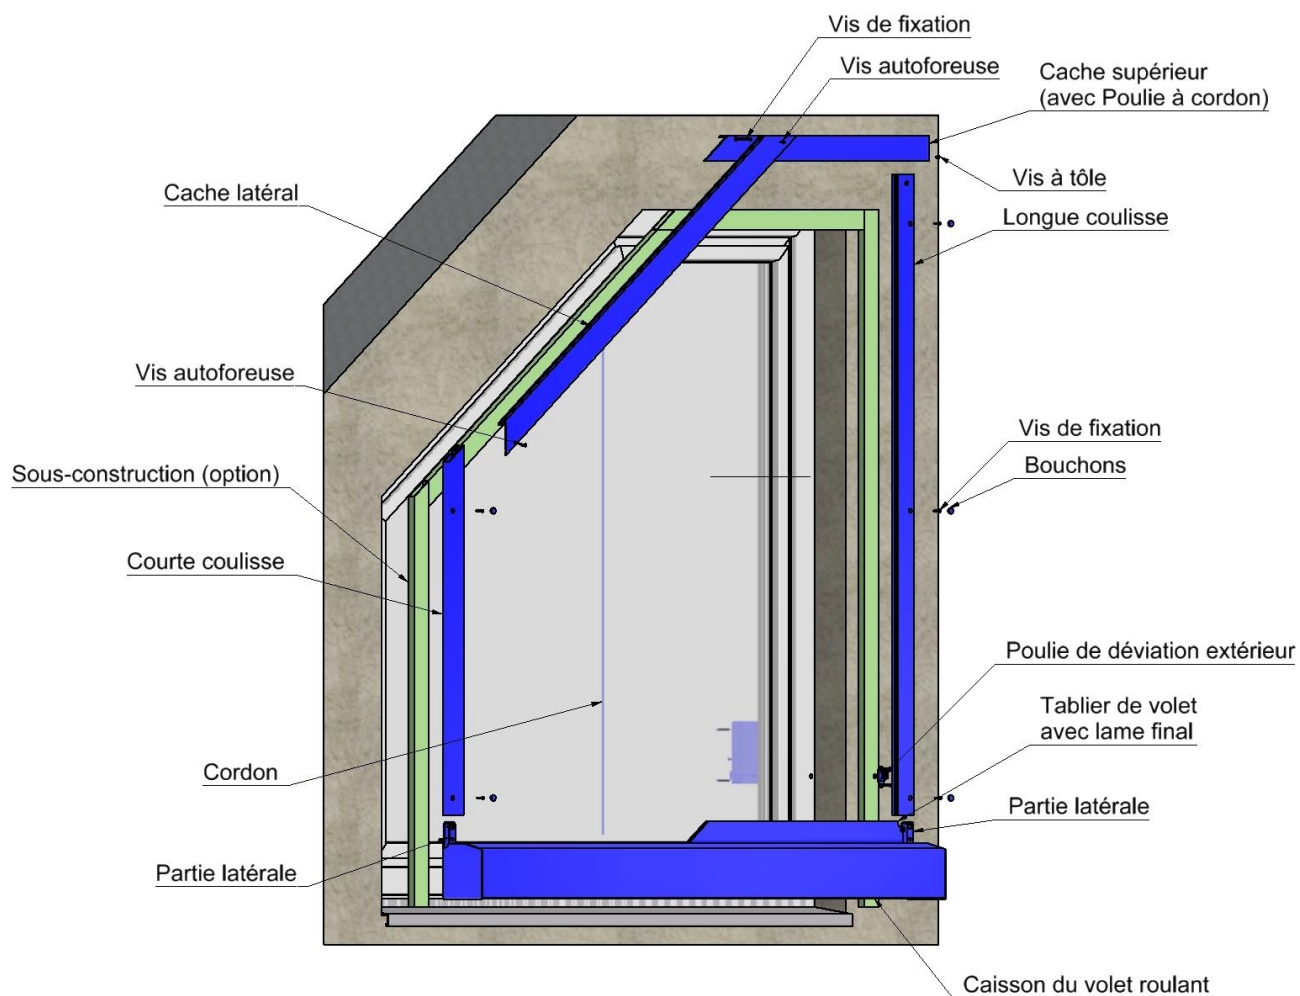 Vis de fixation
Vis autoforeuse
Cache supérieur
(avec Poulie à cordon)
Vis à tôle
Cache latéral
Longue coulisse
Vis autoforeuse
Vis de fixation
Bouchons
Sous-construction (option)
Courte coulisse
Poulie de déviation extérieur
Tablier de volet
avec lame final
Cordon
Partie latérale
Partie latérale
Caisson du volet roulant